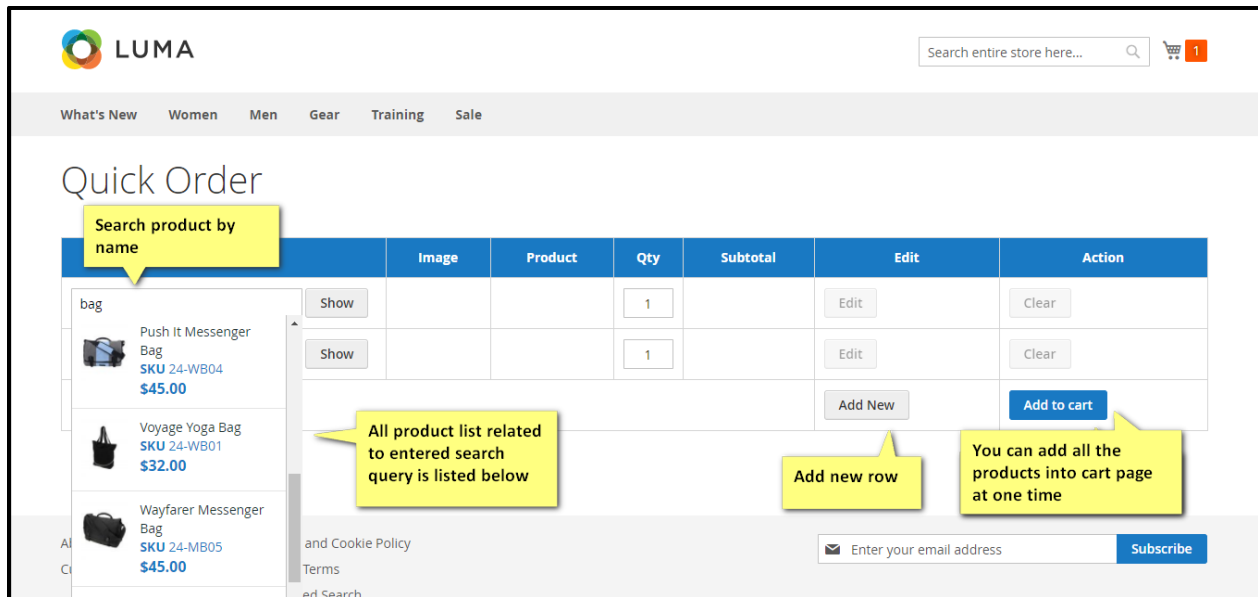 LUMA
Search entire store here...
1
What's New Women Men Gear Training Sale
Quick Order
Search product by
name
Image Product Qty Subtotal Edit Action
bag Show 1 Edit Clear
Push It Messenger
Bag
SKU 24-WB04
$45.00
Show 1 Edit Clear
Add New Add to cart
Voyage Yoga Bag
SKU 24-WB01
$32.00
All product list related
to entered search
query is listed below
Add new row
You can add all the
products into cart page
at one time
Wayfarer Messenger
Bag
SKU 24-MB05
$45.00
and Cookie Policy
Terms
ed Search
Enter your email address Subscribe